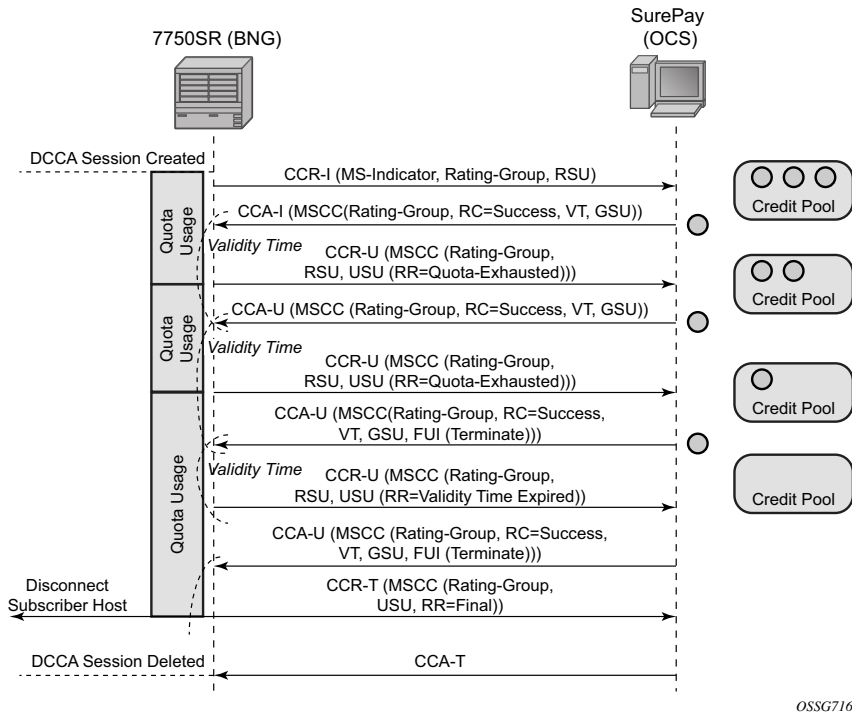 SurePay
(OCS)
7750SR (BNG)
DCCA Session Created
CCR-I (MS-Indicator, Rating-Group, RSU)
Credit Pool
CCA-I (MSCC(Rating-Group, RC=Success, VT, GSU))
Quota
Usage
Validity Time
CCR-U (MSCC (Rating-Group,
RSU, USU (RR=Quota-Exhausted)))
Credit Pool
CCA-U (MSCC (Rating-Group, RC=Success, VT, GSU))
Quota
Usage
Validity Time
CCR-U (MSCC (Rating-Group,
RSU, USU (RR=Quota-Exhausted)))
Credit Pool
CCA-U (MSCC(Rating-Group, RC=Success,
VT, GSU, FUI (Terminate)))
Quota Usage
Validity Time
CCR-U (MSCC (Rating-Group,
RSU, USU (RR=Validity Time Expired))
Credit Pool
CCA-U (MSCC (Rating-Group, RC=Success,
VT, GSU, FUI (Terminate)))
Disconnect
Subscriber Host
CCR-T (MSCC (Rating-Group,
USU, RR=Final))
DCCA Session Deleted
CCA-T
OSSG716